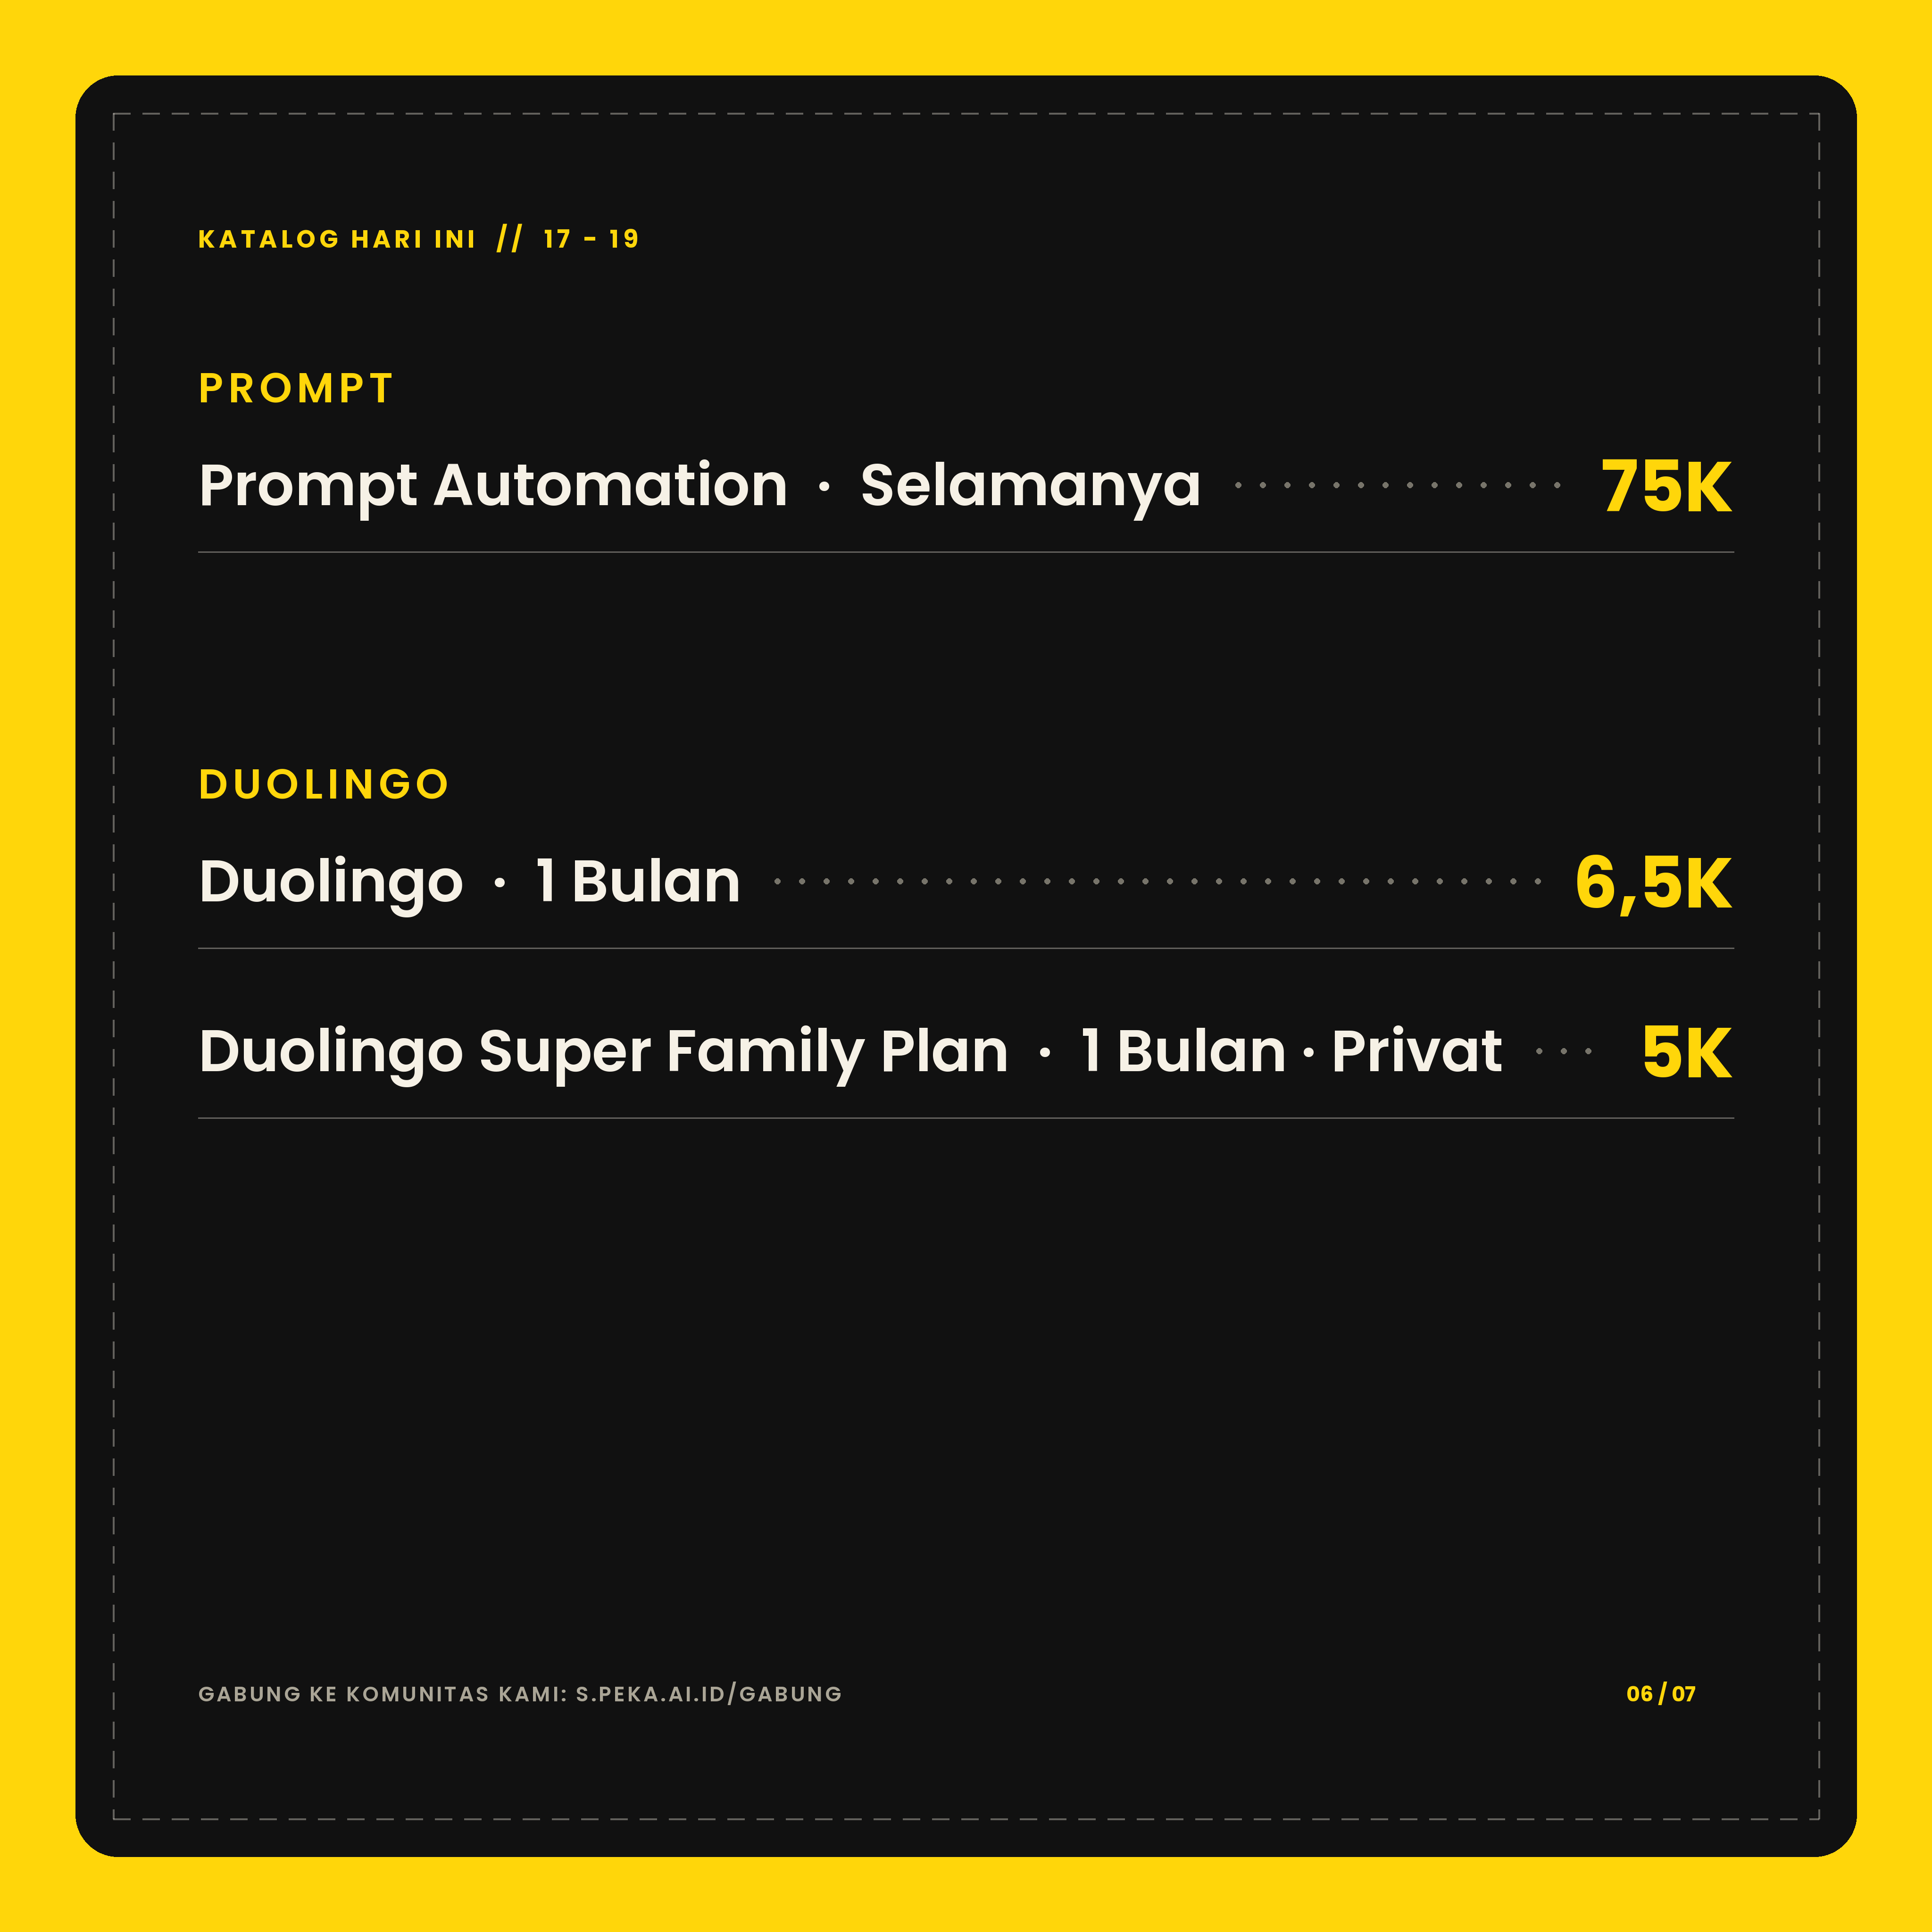 KATALOG HARI INI // 17 - 19
PROMPT
Prompt Automation · Selamanya ············· 75K
DUOLINGO
Duolingo · 1 Bulan ································ 6,5K
Duolingo Super Family Plan · 1 Bulan · Privat ··· 5K
GABUNG KE KOMUNITAS KAMI: S.PEKA.AI.ID/GABUNG
06 / 07